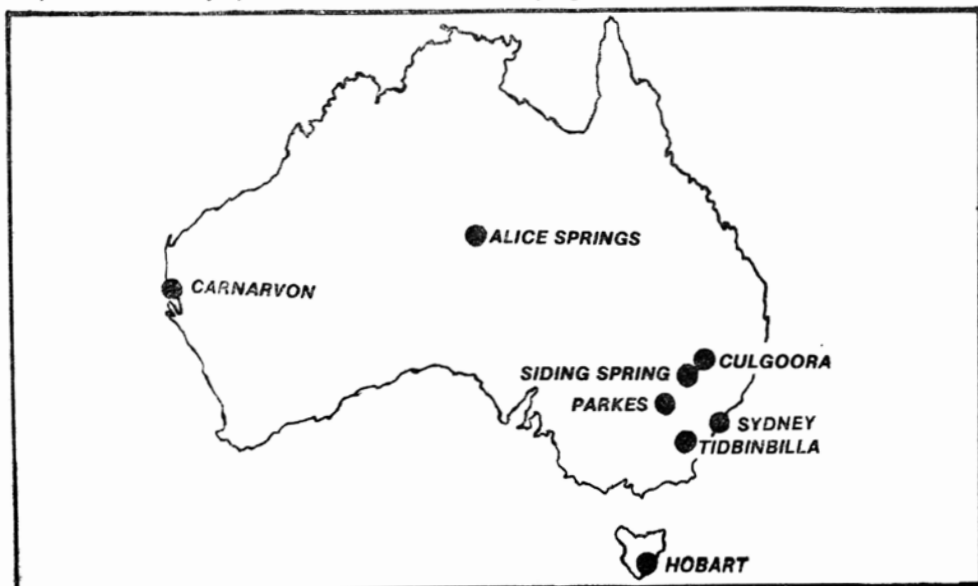 ALICE SPRINGS
CARNARVON
CULGOORA
SIDING SPRING
PARKES
SYDNEY
TIDBINBILLA
HOBART